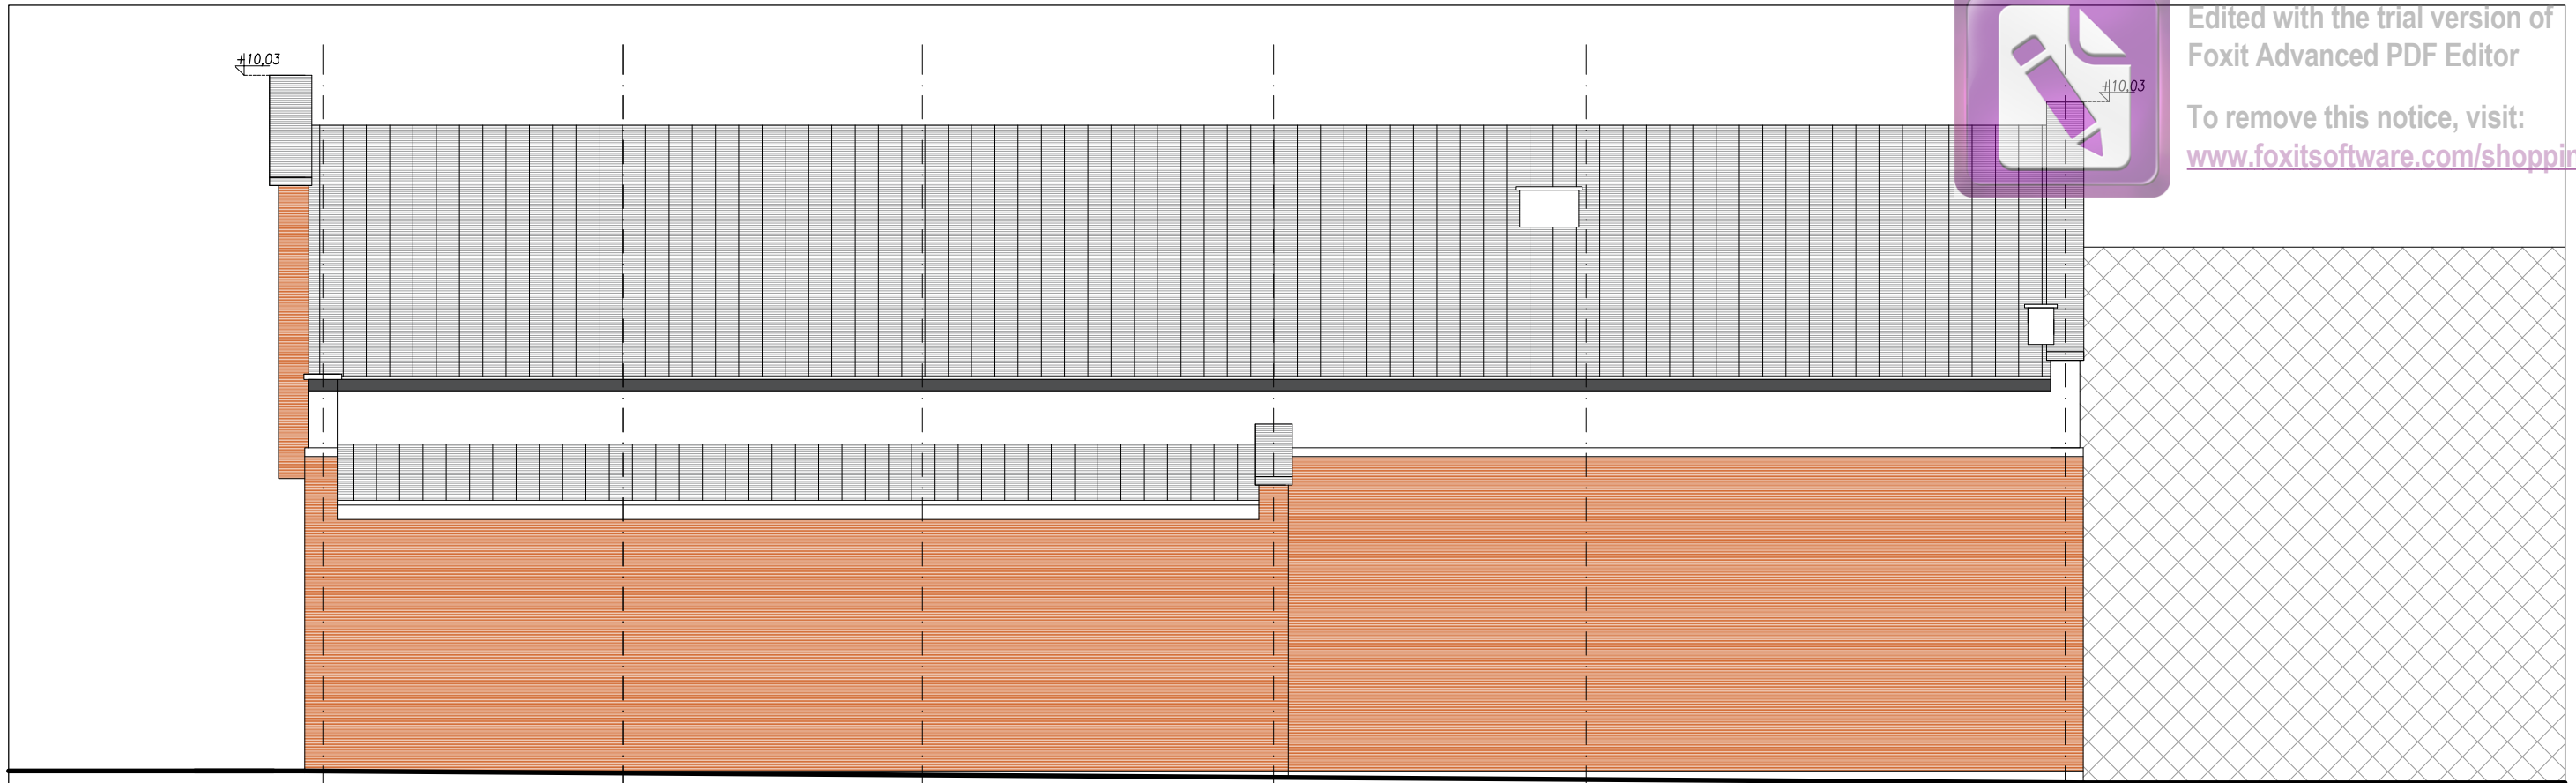 Edited with the trial version of
Foxit Advanced PDF Editor
+10,03
+10,03
To remove this notice, visit:
www.foxitsoftware.com/shoppin